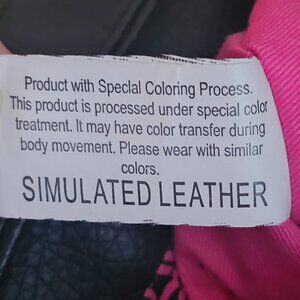 Product with Special Coloring Process.
This product is processed under special color
treatment. It may have color transfer during
body movement. Please wear with similar
colors.
SIMULATED LEATHER